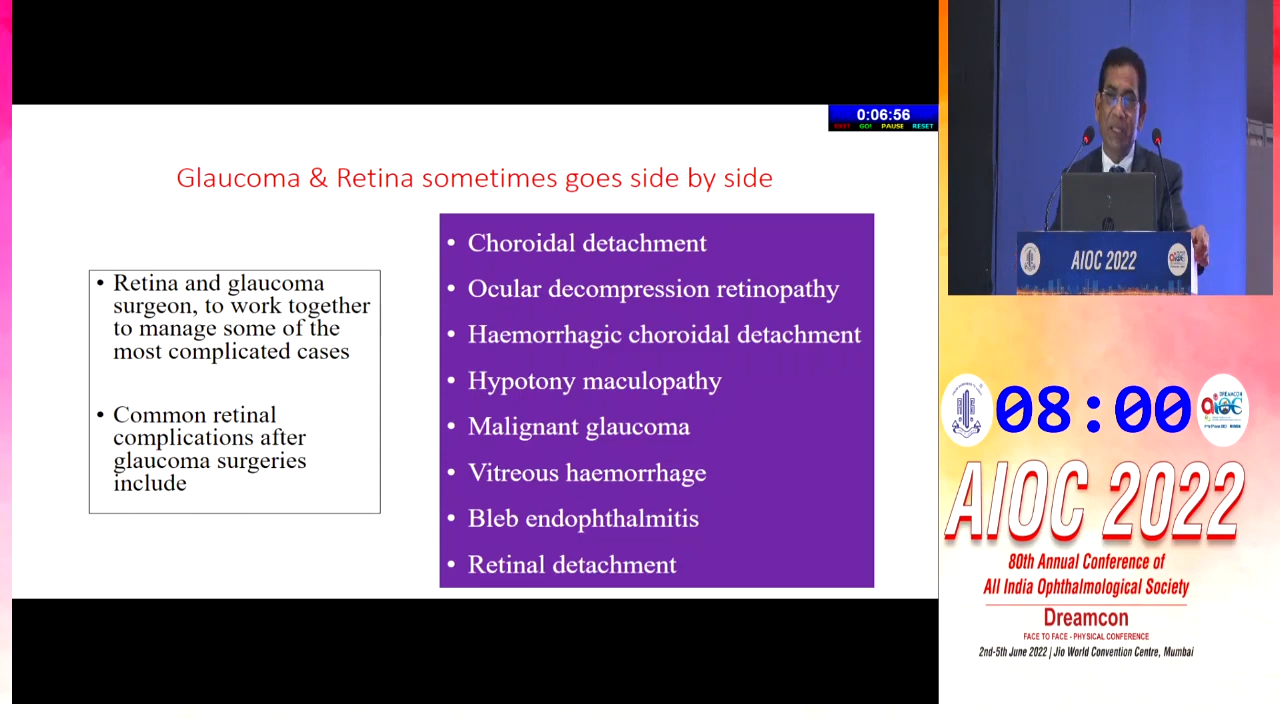 0:06:56
GO! PAUSE RESET
Glaucoma & Retina sometimes goes side by side
• Retina and glaucoma
surgeon, to work together
to manage some of the
most complicated cases
• Common retinal
complications after
glaucoma surgeries
include
• Choroidal detachment
• Ocular decompression retinopathy
• Haemorrhagic choroidal detachment
• Hypotony maculopathy
• Malignant glaucoma
• Vitreous haemorrhage
• Bleb endophthalmitis
• Retinal detachment
AIOC 2022
08:00
DREAMCON
AIOC 2022
80th Annual Conference of
All India Ophthalmological Society
Dreamcon
FACE TO FACE - PHYSICAL CONFERENCE
2nd-5th June 2022 | Jio World Convention Centre, Mumbai